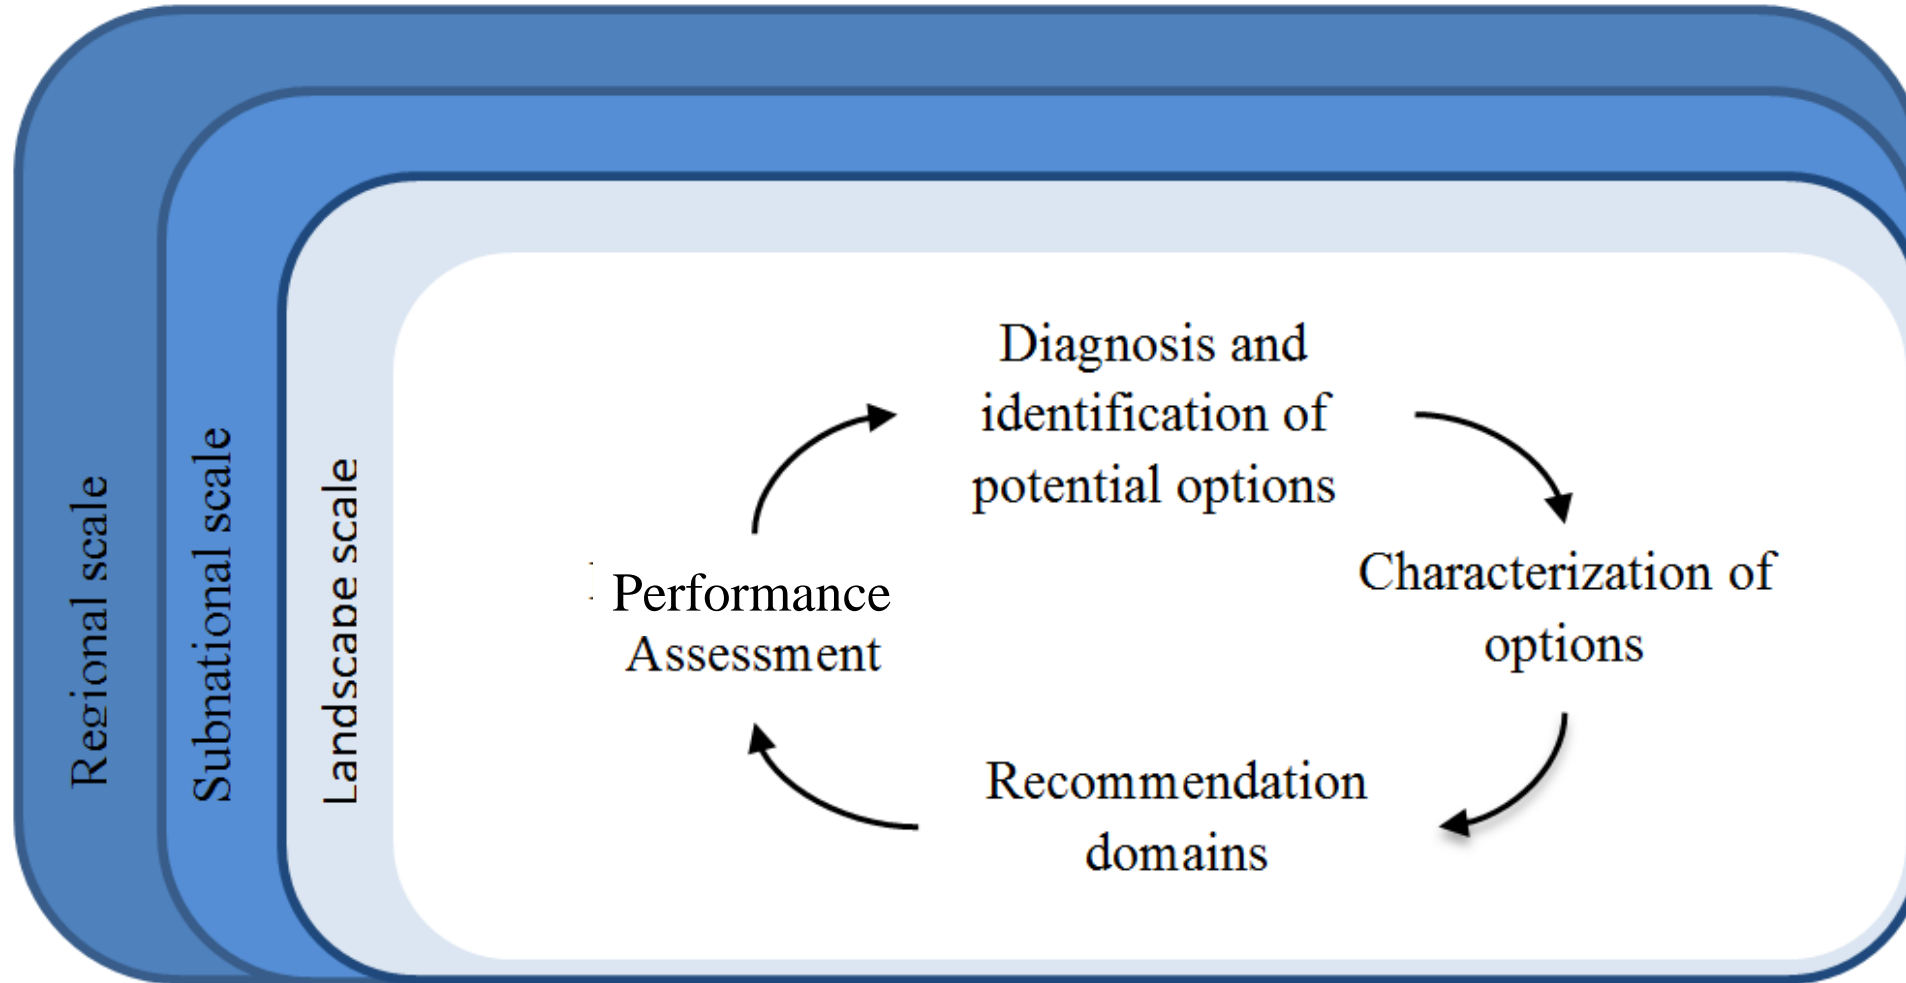 Regional scale
Subnational scale
Landscape scale
Diagnosis and
identification of
potential options
Characterization of
options
Recommendation
domains
Performance
Assessment